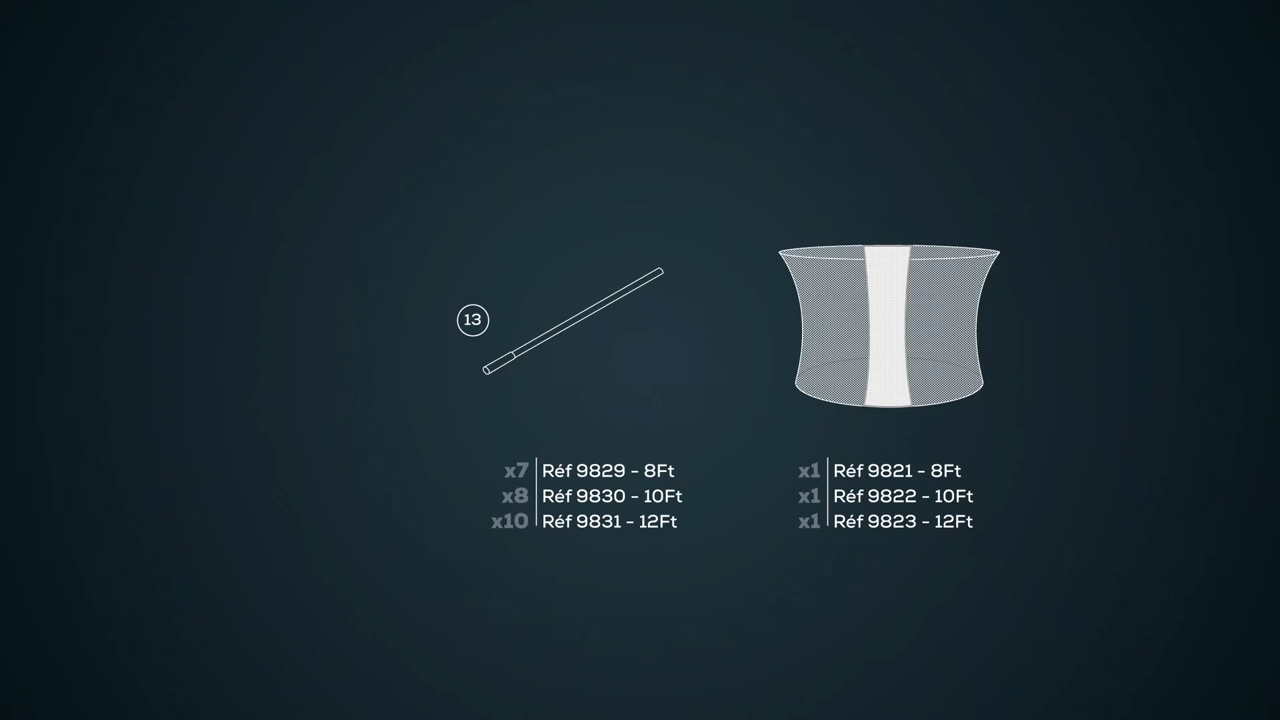 13
x7 Réf 9829 - 8Ft
x8 Réf 9830 - 10Ft
x10 Réf 9831 - 12Ft
x1 Réf 9821 - 8Ft
x1 Réf 9822 - 10Ft
x1 Réf 9823 - 12Ft